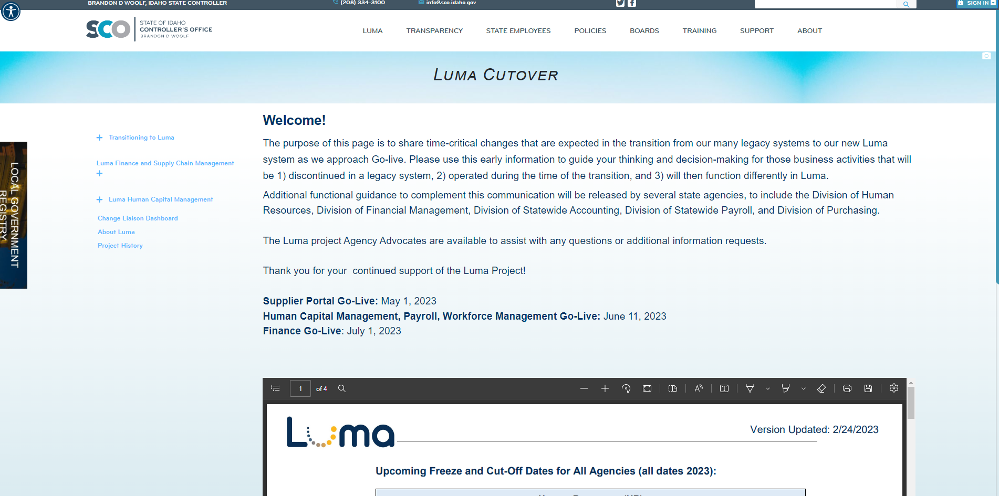 BRANDON D WOOLF, IDAHO STATE CONTROLLER
(208) 334-3100
info@sco.idaho.gov
SIGN IN
SCO
STATE OF IDAHO
CONTROLLER'S OFFICE
BRANDON D WOOLF
LUMA TRANSPARENCY STATE EMPLOYEES POLICIES BOARDS TRAINING SUPPORT ABOUT
LUMA CUTOVER
LOCAL GOVERNMENT
REGISTRY
Transitioning to Luma
Luma Finance and Supply Chain Management
Luma Human Capital Management
Change Liaison Dashboard
About Luma
Project History
Welcome!
The purpose of this page is to share time-critical changes that are expected in the transition from our many legacy systems to our new Luma
system as we approach Go-live. Please use this early information to guide your thinking and decision-making for those business activities that will
be 1) discontinued in a legacy system, 2) operated during the time of the transition, and 3) will then function differently in Luma.
Additional functional guidance to complement this communication will be released by several state agencies, to include the Division of Human
Resources, Division of Financial Management, Division of Statewide Accounting, Division of Statewide Payroll, and Division of Purchasing.
The Luma project Agency Advocates are available to assist with any questions or additional information requests.
Thank you for your  continued support of the Luma Project!
Supplier Portal Go-Live: May 1, 2023
Human Capital Management, Payroll, Workforce Management Go-Live: June 11, 2023
Finance Go-Live: July 1, 2023
1 of 4
Luma
Version Updated: 2/24/2023
Upcoming Freeze and Cut-Off Dates for All Agencies (all dates 2023):